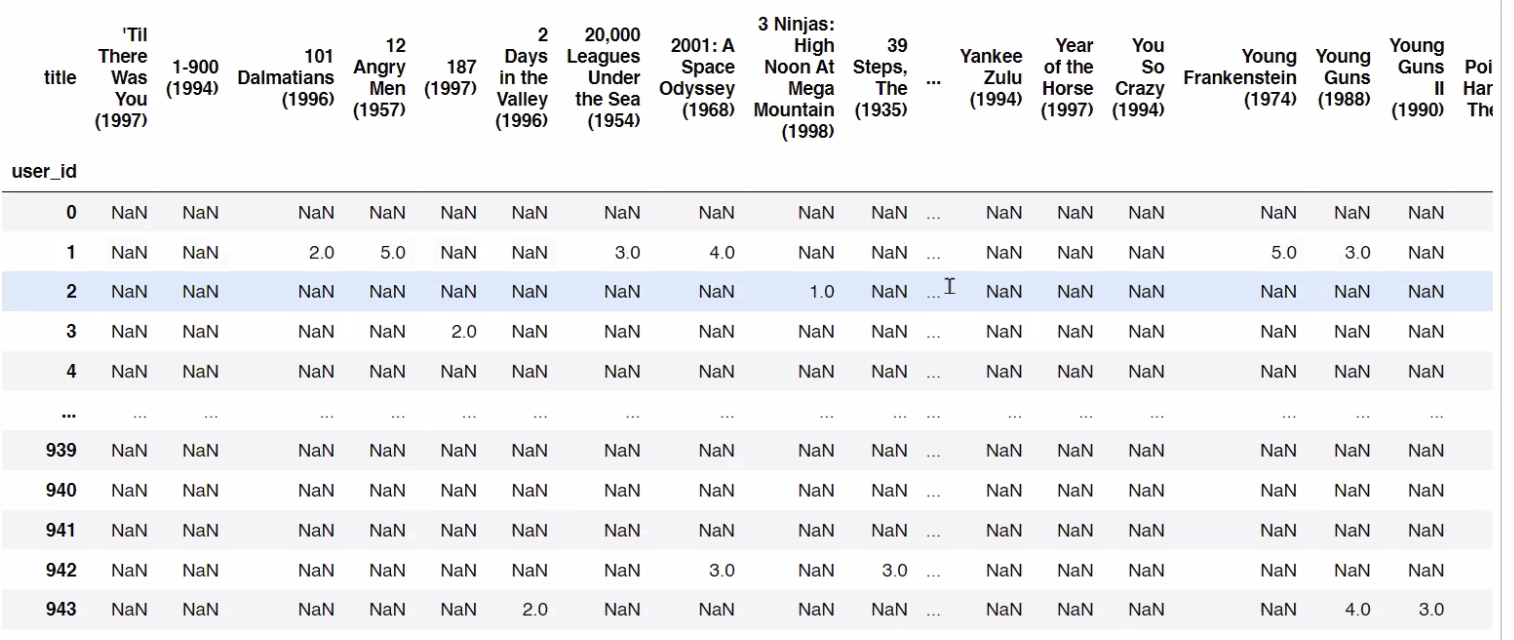 title
'Til
There
Was
You
(1997)
1-900
(1994)
101
Dalmatians
(1996)
12
Angry
Men
(1957)
187
(1997)
2
Days
in the
Valley
(1996)
20,000
Leagues
Under
the Sea
(1954)
2001: A
Space
Odyssey
(1968)
3 Ninjas:
High
Noon At
Mega
Mountain
(1998)
39
Steps,
The
(1935)
...
Yankee
Zulu
(1994)
Year
of the
Horse
(1997)
You
So
Crazy
(1994)
Young
Frankenstein
(1974)
Young
Guns
(1988)
Young
Guns
II
(1990)
Poi
Har
The
user_id
0 NaN NaN NaN NaN NaN NaN NaN NaN NaN NaN ... NaN NaN NaN NaN NaN NaN
1 NaN NaN 2.0 5.0 NaN NaN 3.0 4.0 NaN NaN ... NaN NaN NaN 5.0 3.0 NaN
2 NaN NaN NaN NaN NaN NaN NaN NaN 1.0 NaN ... NaN NaN NaN NaN NaN NaN
3 NaN NaN NaN NaN 2.0 NaN NaN NaN NaN NaN ... NaN NaN NaN NaN NaN NaN
4 NaN NaN NaN NaN NaN NaN NaN NaN NaN NaN ... NaN NaN NaN NaN NaN NaN
... ... ... ... ... ... ... ... ... ... ... ... ... ... ... ... ... ...
939 NaN NaN NaN NaN NaN NaN NaN NaN NaN NaN ... NaN NaN NaN NaN NaN NaN
940 NaN NaN NaN NaN NaN NaN NaN NaN NaN NaN ... NaN NaN NaN NaN NaN NaN
941 NaN NaN NaN NaN NaN NaN NaN NaN NaN NaN ... NaN NaN NaN NaN NaN NaN
942 NaN NaN NaN NaN NaN NaN NaN 3.0 NaN 3.0 ... NaN NaN NaN NaN NaN NaN
943 NaN NaN NaN NaN NaN 2.0 NaN NaN NaN NaN ... NaN NaN NaN NaN 4.0 3.0